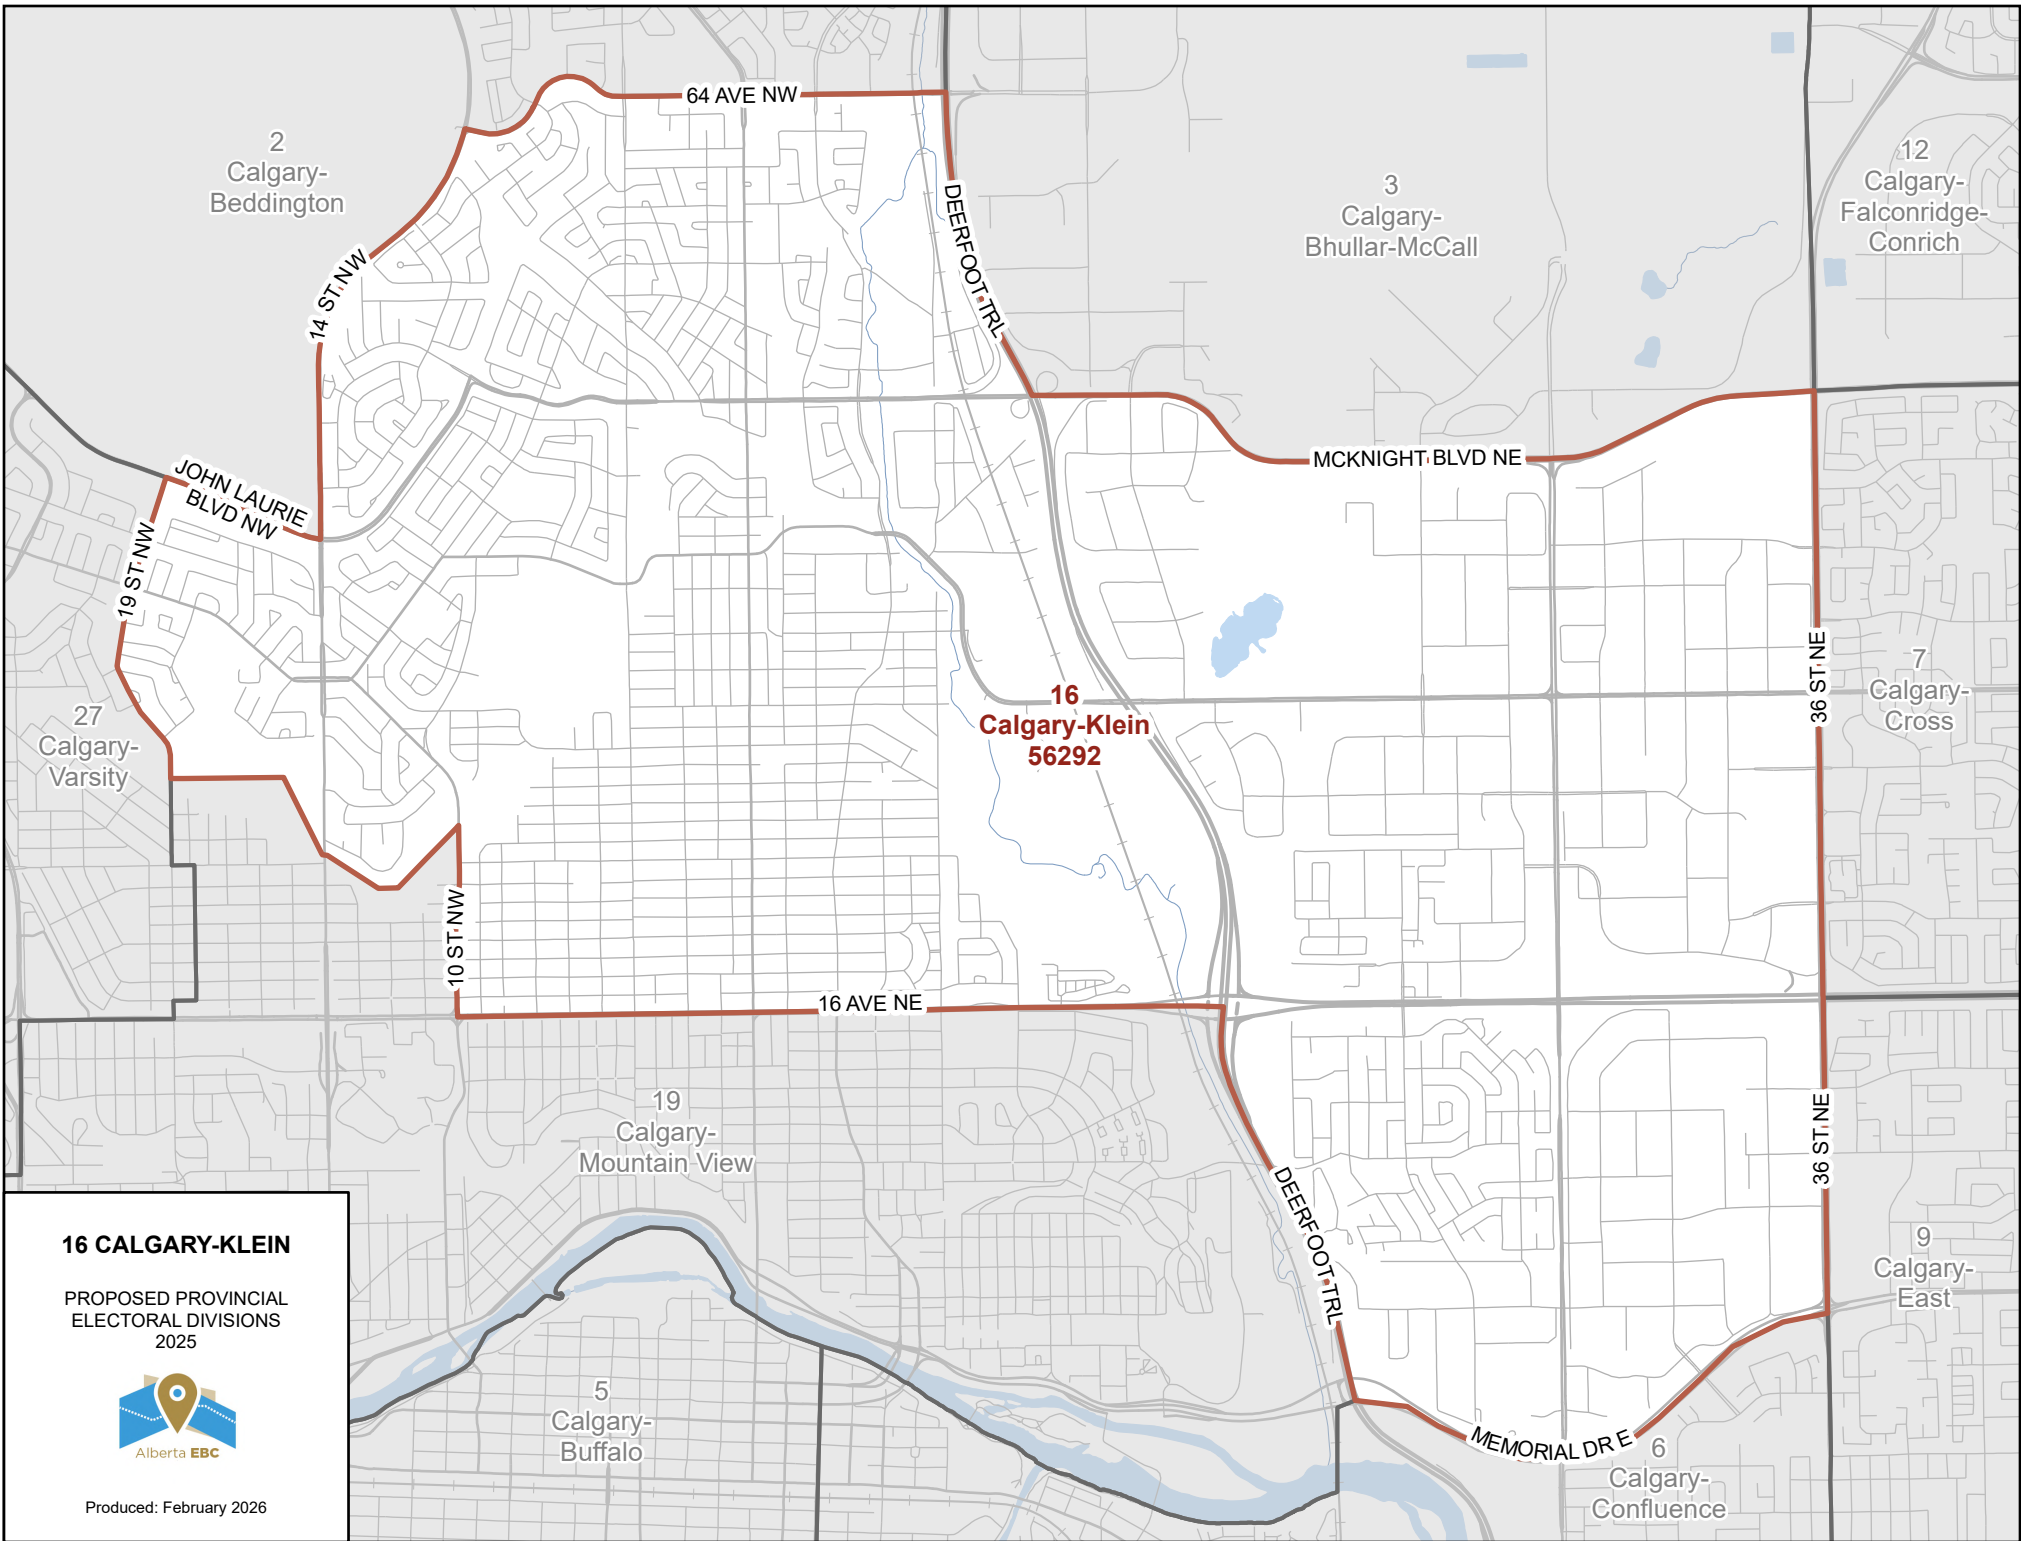 64 AVE NW
2
Calgary-
Beddington
12
Calgary-
Falconridge-
Conrich
3
Calgary-
Bhullar-McCall
DEERFOOT TRL
14 ST NW
MCKNIGHT BLVD NE
JOHN LAURIE
BLVD NW
19 ST NW
36 ST NE
7
Calgary-
Cross
16
Calgary-Klein
56292
27
Calgary-
Varsity
10 ST NW
16 AVE NE
19
Calgary-
Mountain View
36 ST NE
DEERFOOT TRL
9
Calgary-
East
16 CALGARY-KLEIN
PROPOSED PROVINCIAL
ELECTORAL DIVISIONS
2025
Alberta EBC
Produced: February 2026
5
Calgary-
Buffalo
MEMORIAL DR E
6
Calgary-
Confluence